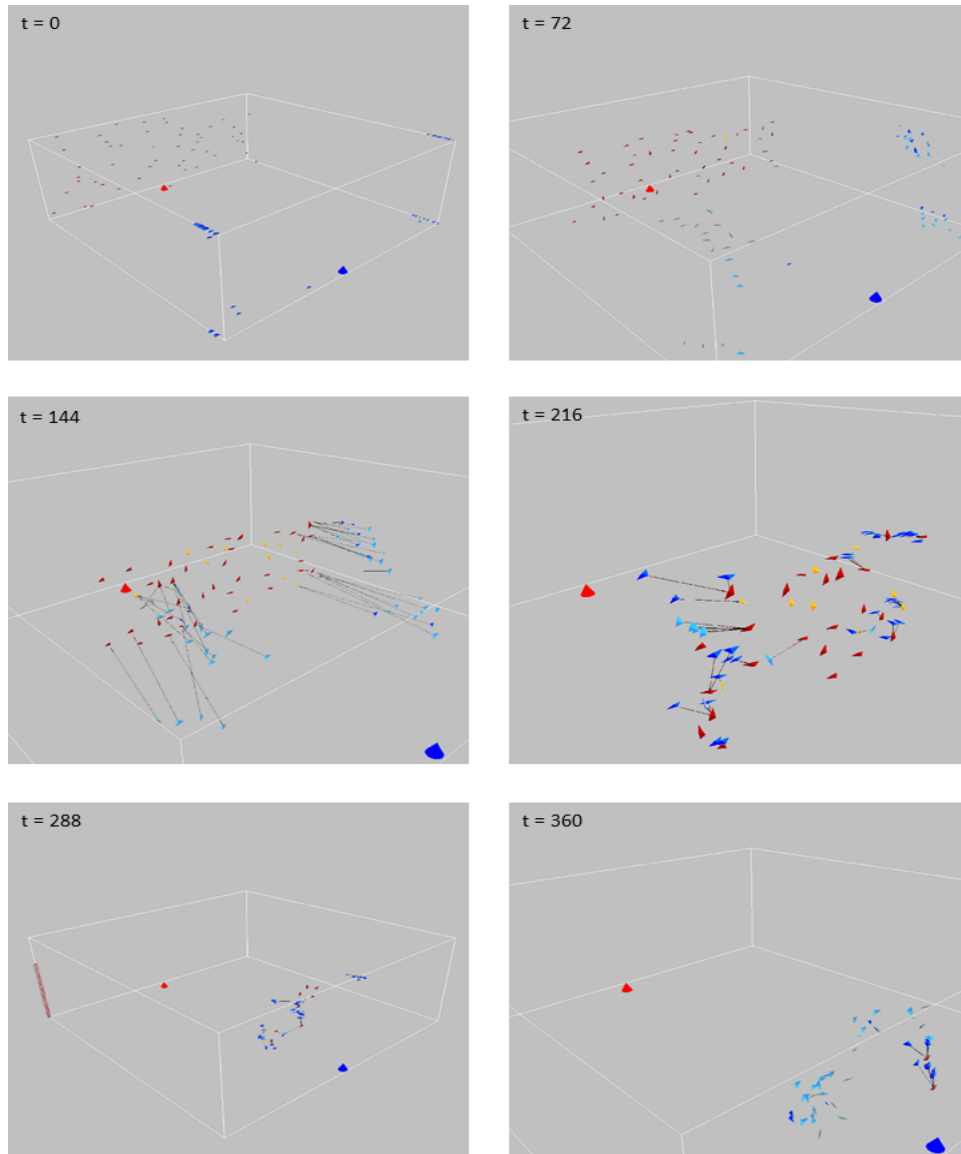 t = 0
t = 72
t = 144
t = 216
t = 288
t = 360